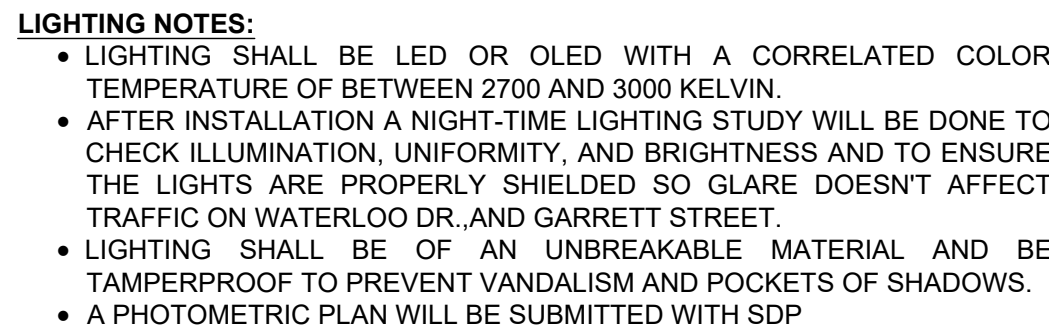 LIGHTING NOTES:
• LIGHTING SHALL BE LED OR OLED WITH A CORRELATED COLOR
TEMPERATURE OF BETWEEN 2700 AND 3000 KELVIN.
• AFTER INSTALLATION A NIGHT-TIME LIGHTING STUDY WILL BE DONE TO
CHECK ILLUMINATION, UNIFORMITY, AND BRIGHTNESS AND TO ENSURE
THE LIGHTS ARE PROPERLY SHIELDED SO GLARE DOESN'T AFFECT
TRAFFIC ON WATERLOO DR.,AND GARRETT STREET.
• LIGHTING SHALL BE OF AN UNBREAKABLE MATERIAL AND BE
TAMPERPROOF TO PREVENT VANDALISM AND POCKETS OF SHADOWS.
• A PHOTOMETRIC PLAN WILL BE SUBMITTED WITH SDP